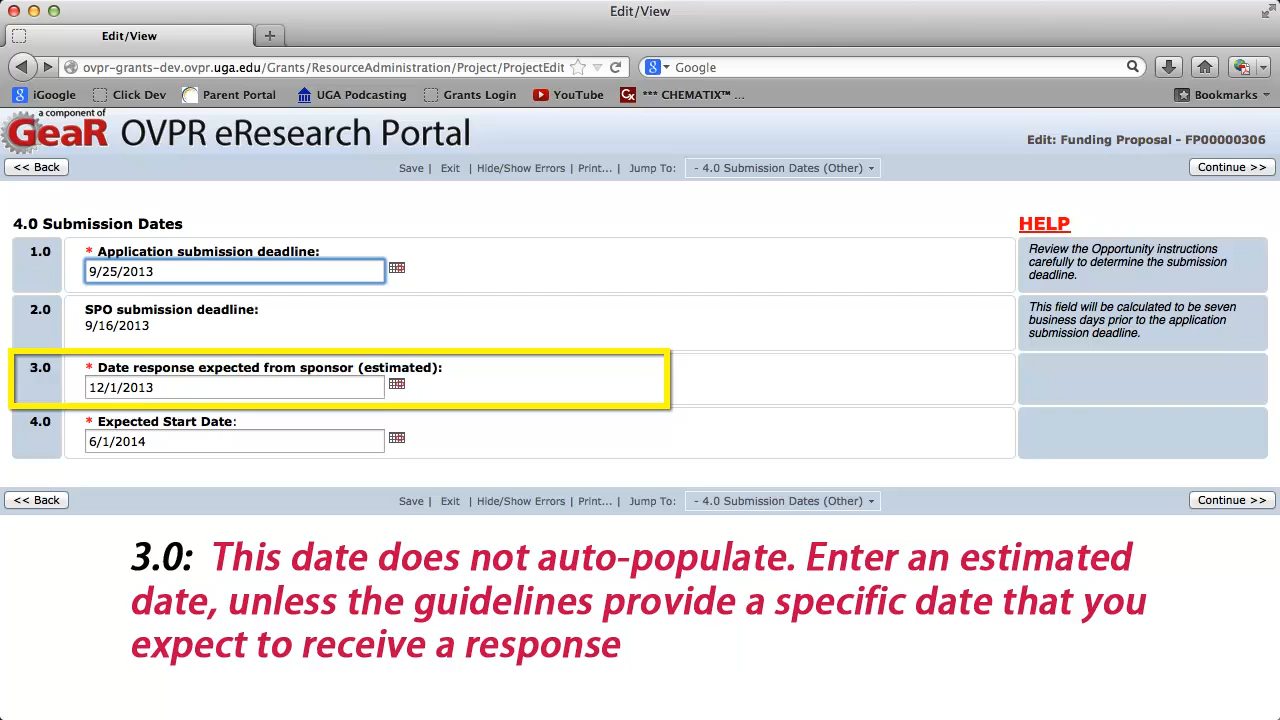 Edit/View
Edit/View
ovpr-grants-dev.ovpr.uga.edu/Grants/ResourceAdministration/Project/ProjectEdit
Google
iGoogle Click Dev Parent Portal UGA Podcasting Grants Login YouTube *** CHEMATIX™ ... Bookmarks
a component of
GeaR OVPR eResearch Portal
Edit: Funding Proposal - FP00000306
<< Back Save | Exit | Hide/Show Errors | Print... | Jump To: - 4.0 Submission Dates (Other) Continue >>
4.0 Submission Dates
HELP
1.0 * Application submission deadline:
9/25/2013
Review the Opportunity instructions
carefully to determine the submission
deadline.
2.0 SPO submission deadline:
9/16/2013
This field will be calculated to be seven
business days prior to the application
submission deadline.
3.0 * Date response expected from sponsor (estimated):
12/1/2013
4.0 * Expected Start Date:
6/1/2014
<< Back Save | Exit | Hide/Show Errors | Print... | Jump To: - 4.0 Submission Dates (Other) Continue >>
3.0: This date does not auto-populate. Enter an estimated
date, unless the guidelines provide a specific date that you
expect to receive a response